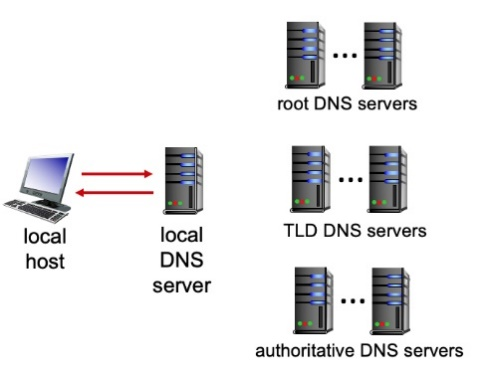 root DNS servers
local
host
local
DNS
server
TLD DNS servers
authoritative DNS servers